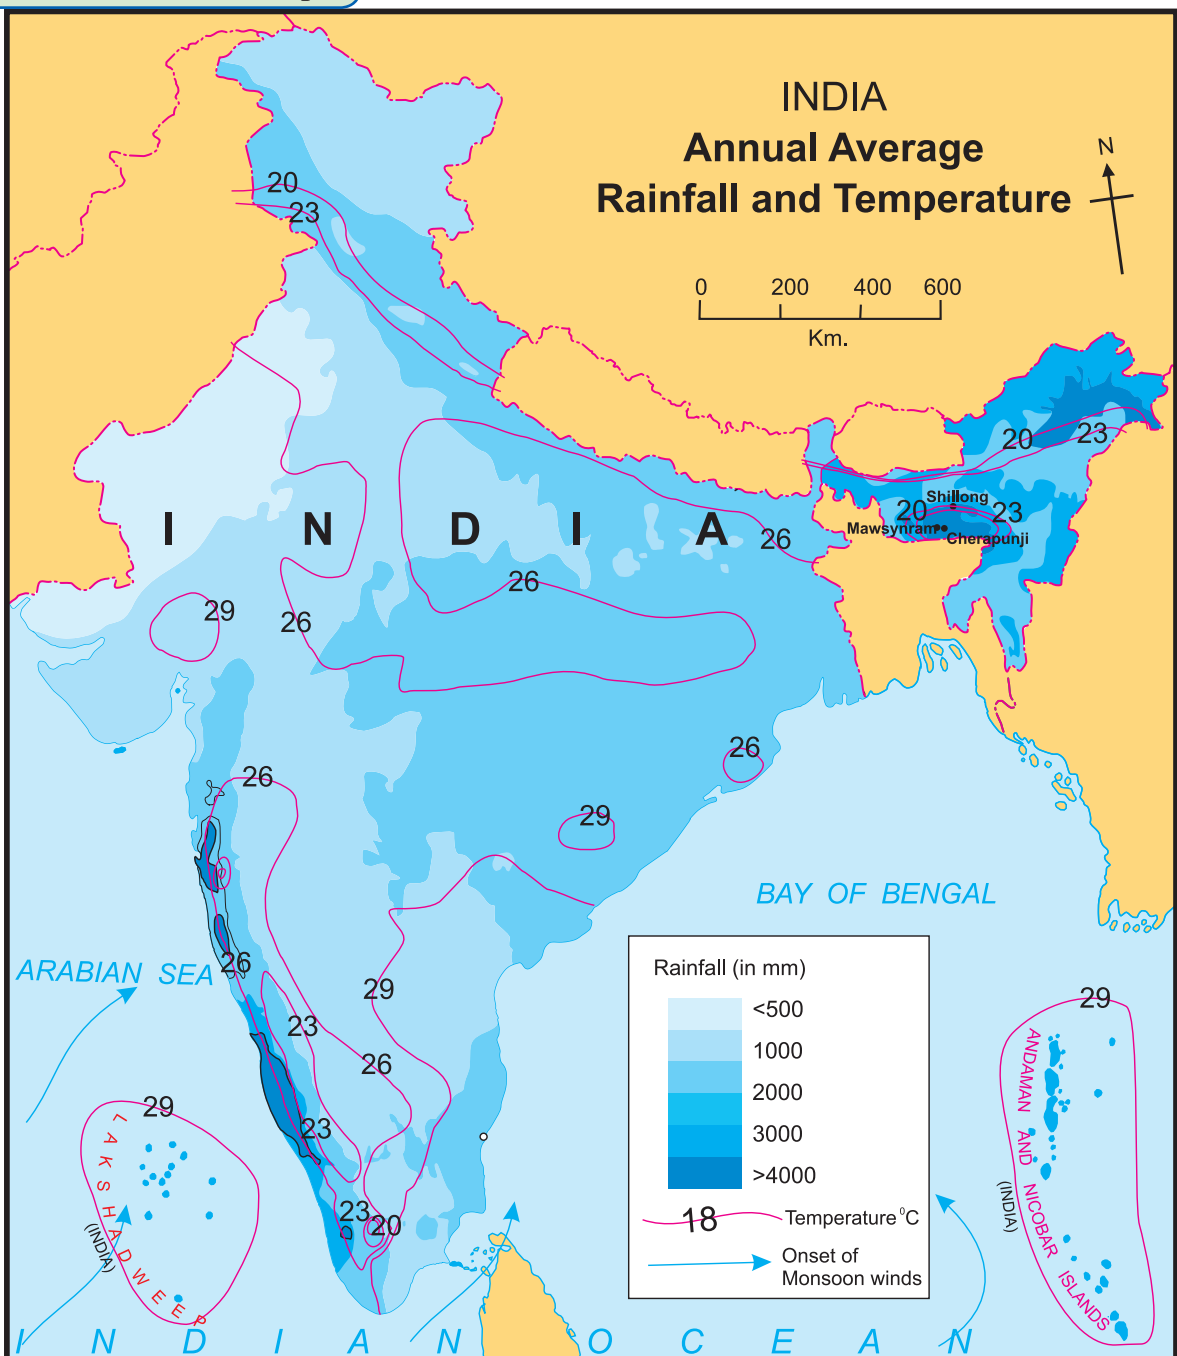 INDIA
Annual Average
Rainfall and Temperature
N
0 200 400 600
Km.
20
23
20
23
Shillong
20
23
Mawsynram
Cherapunji
I N D I A
26
26
29
26
26
26
29
BAY OF BENGAL
ARABIAN SEA
26
29
23
26
29
LAKSHADWEEP
(INDIA)
23
23
20
29
ANDAMAN AND NICOBAR ISLANDS
(INDIA)
Rainfall (in mm)
<500
1000
2000
3000
>4000
18 Temperature ⁰C
Onset of
Monsoon winds
I N D I A N O C E A N